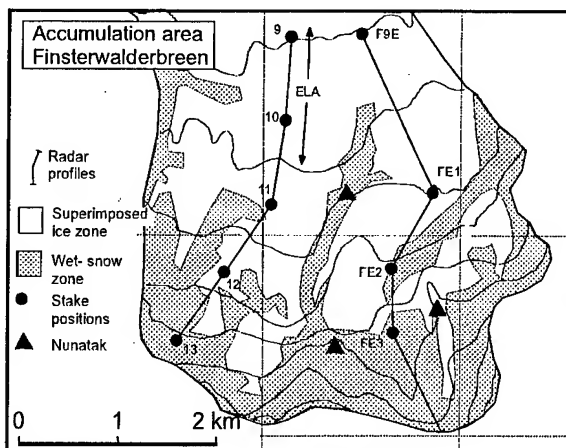 Accumulation area
Finsterwalderbreen
9
F9E
ELA
10
Radar
profiles
FE1
11
Superimposed
ice zone
Wet-snow
zone
FE2
12
Stake
positions
FE3
13
Nunatak
0 1 2 km